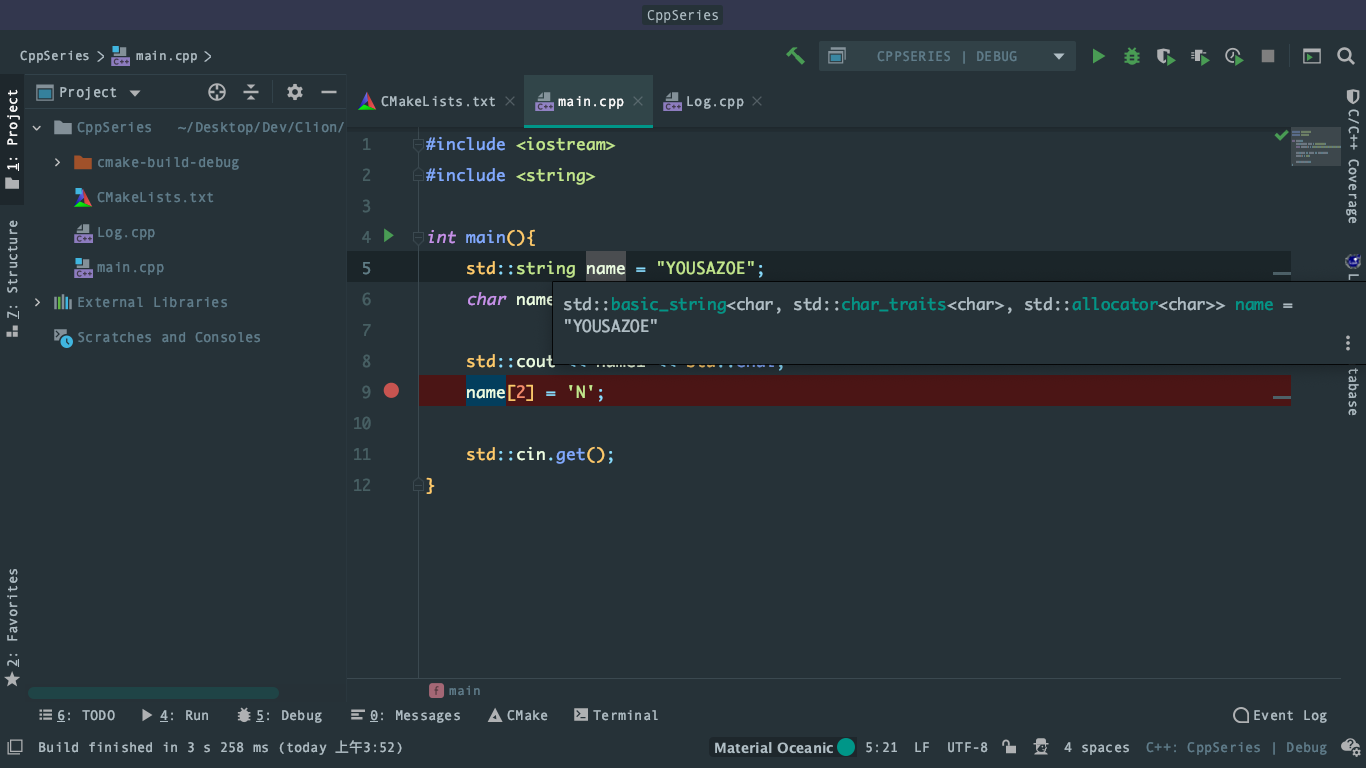 CppSeries
CppSeries main.cpp
CPPSERIES | DEBUG
1: Project
Project
CMakeLists.txt
main.cpp
Log.cpp
CppSeries ~/Desktop/Dev/Clion/
cmake-build-debug
CMakeLists.txt
Log.cpp
main.cpp
External Libraries
Scratches and Consoles
Z: Structure
2: Favorites
1 #include <iostream>
2 #include <string>
3
4 int main(){
5 std::string name = "YOUSAZOE";
6 char name
std::basic_string<char, std::char_traits<char>, std::allocator<char>> name =
"YOUSAZOE"
7
8 std::cout
9 name[2] = 'N';
10
11 std::cin.get();
12 }
C/C++ Coverage
tabase
f main
6: TODO 4: Run 5: Debug 0: Messages CMake Terminal Event Log
Build finished in 3 s 258 ms (today 上午3:52) Material Oceanic 5:21 LF UTF-8 4 spaces C++: CppSeries | Debug